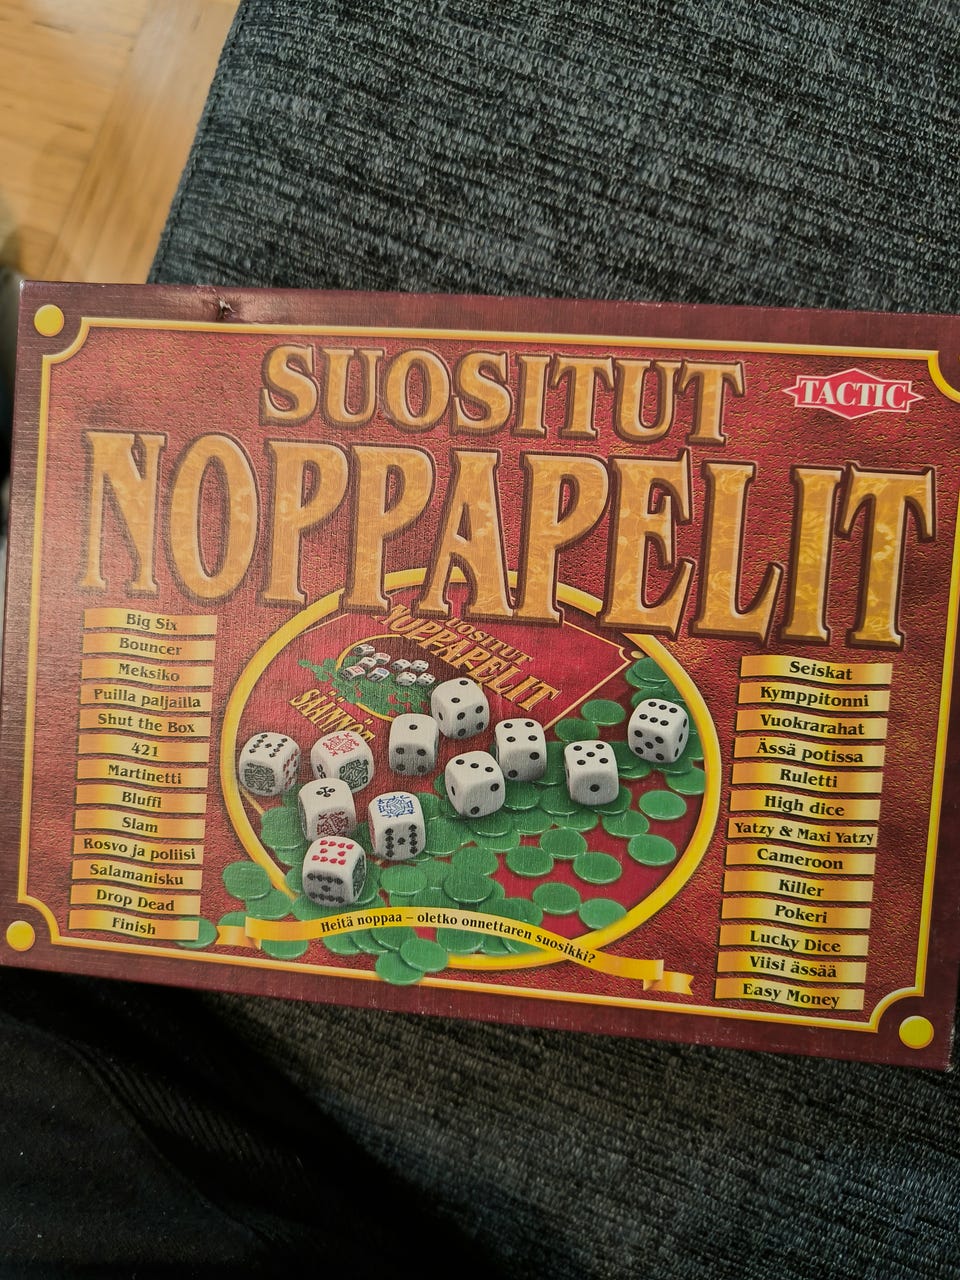 SUOSITUT
TACTIC
NOPPAPELIT
Big Six
Bouncer
Meksiko
Puilla paljailla
Shut the Box
421
Martinetti
Bluffi
Slam
Rosvo ja poliisi
Salamanisku
Drop Dead
Finish
SUOSITUT
NOPPAPELIT
SÄÄNNÖT
Heitä noppaa – oletko onnettaren suosikki?
Seiskat
Kymppitonni
Vuokrarahat
Ässä potissa
Ruletti
High dice
Yatzy & Maxi Yatzy
Cameroon
Killer
Pokeri
Lucky Dice
Viisi ässää
Easy Money